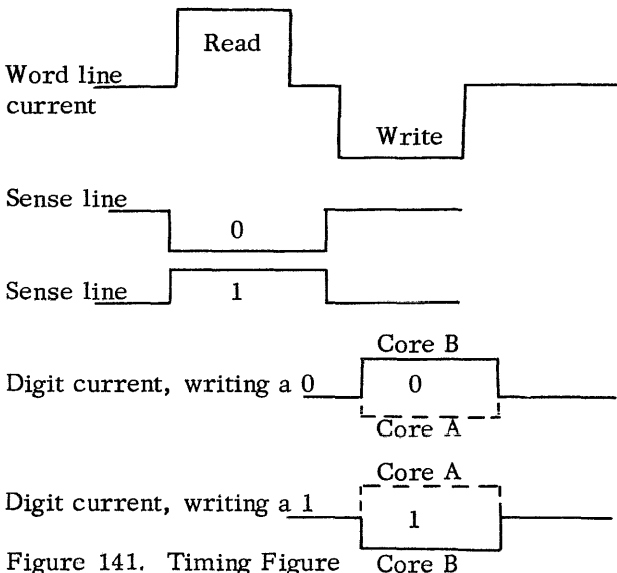 Read
Word line
current
Write
Sense line
0
Sense line
1
Core B
Digit current, writing a 0
0
Core A
Core A
Digit current, writing a 1
1
Figure 141. Timing Figure
Core B